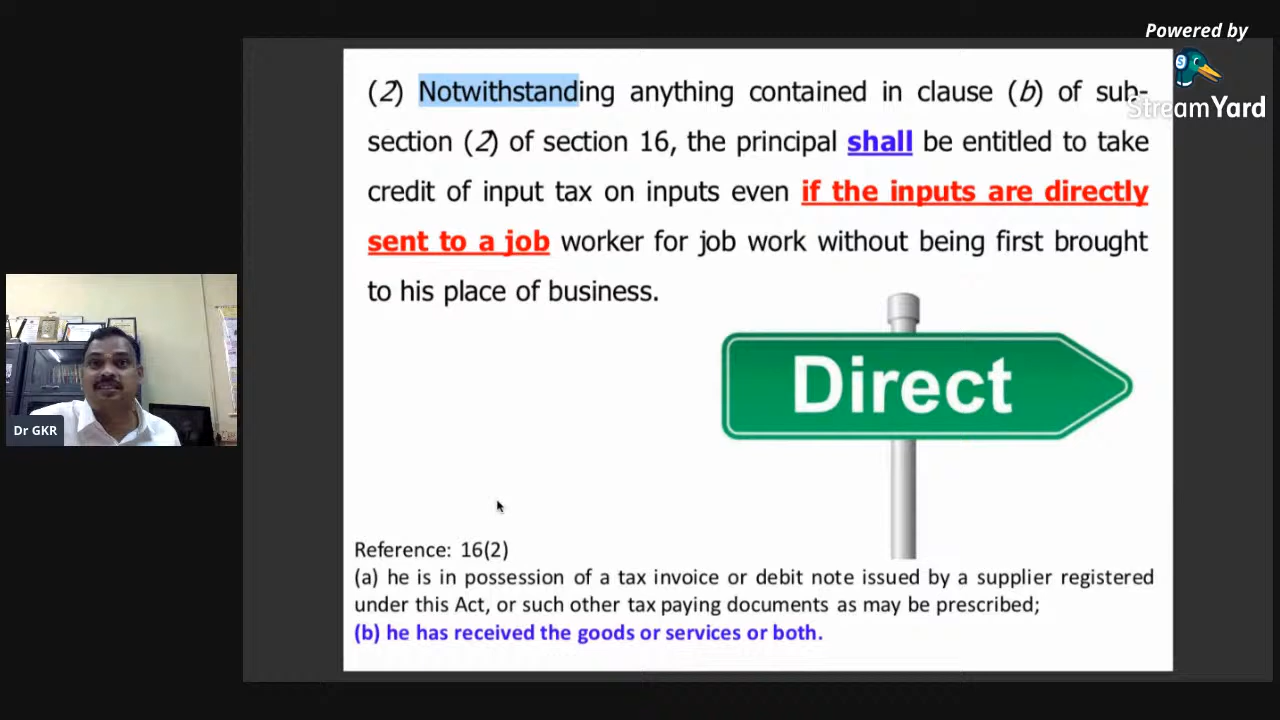 Powered by
StreamYard
(2) Notwithstanding anything contained in clause (b) of sub-
section (2) of section 16, the principal shall be entitled to take
credit of input tax on inputs even if the inputs are directly
sent to a job worker for job work without being first brought
to his place of business.
Direct
Dr GKR
Reference: 16(2)
(a) he is in possession of a tax invoice or debit note issued by a supplier registered
under this Act, or such other tax paying documents as may be prescribed;
(b) he has received the goods or services or both.